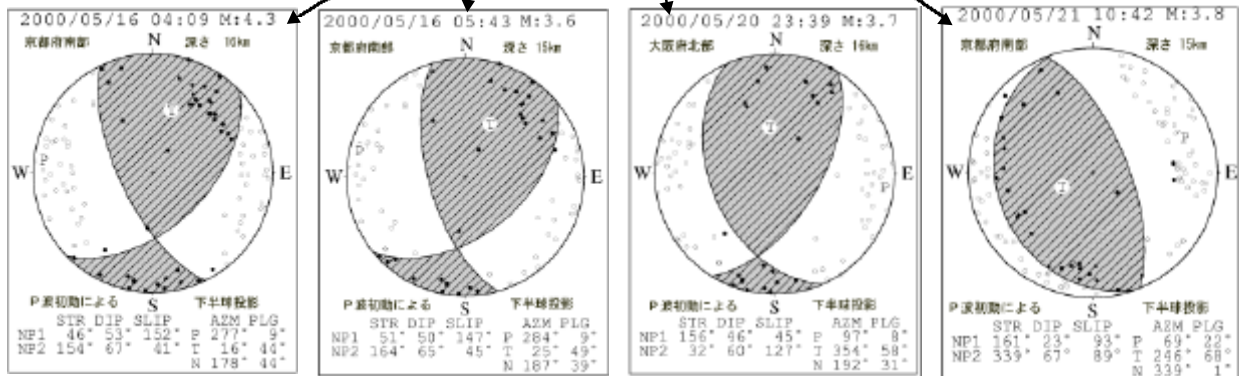 2000/05/16 04:09 M:4.3
京都府南部 N 深さ 16km
T
P
W E
P波初動による S 下半球投影
STR DIP SLIP AZM PLG
NP1 46° 53° 152° P 277° 9°
NP2 154° 67° 41° T 16° 44°
N 178° 44°
2000/05/16 05:43 M:3.6
京都府南部 N 深さ 15km
T
P
W E
P波初動による S 下半球投影
STR DIP SLIP AZM PLG
NP1 51° 50° 147° P 284° 9°
NP2 164° 65° 45° T 25° 49°
N 187° 39°
2000/05/20 23:39 M:3.7
大阪府北部 N 深さ 16km
T
P
W E
P波初動による S 下半球投影
STR DIP SLIP AZM PLG
NP1 156° 46° 45° P 97° 8°
NP2 32° 60° 127° T 354° 58°
N 192° 31°
2000/05/21 10:42 M:3.8
京都府南部 N 深さ 15km
P
T
W E
P波初動による S 下半球投影
STR DIP SLIP AZM PLG
NP1 161° 23° 93° P 69° 22°
NP2 339° 67° 89° T 246° 68°
N 339° 1°